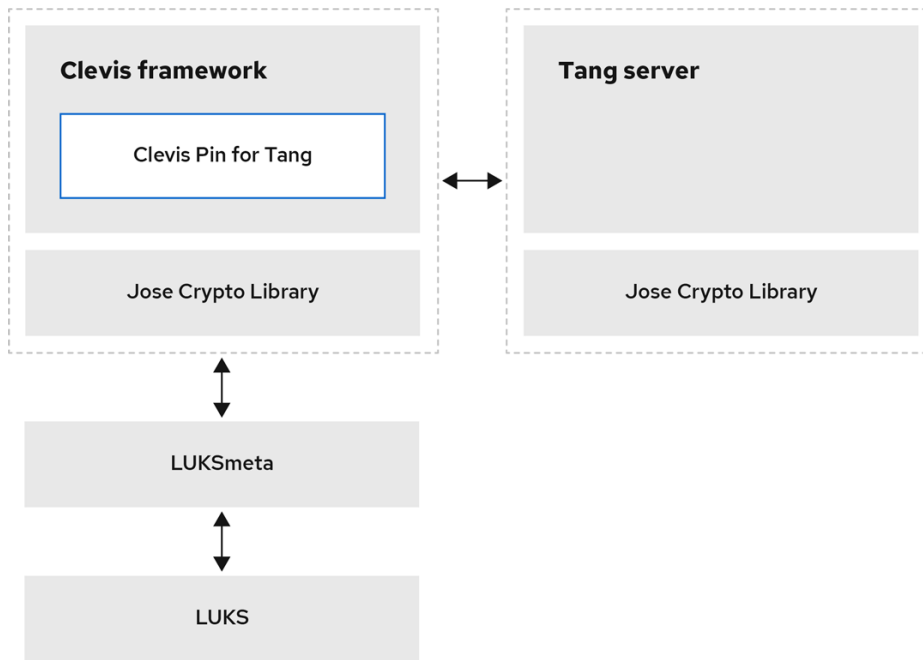 Clevis framework
Clevis Pin for Tang
Jose Crypto Library
Tang server
Jose Crypto Library
LUKSmeta
LUKS